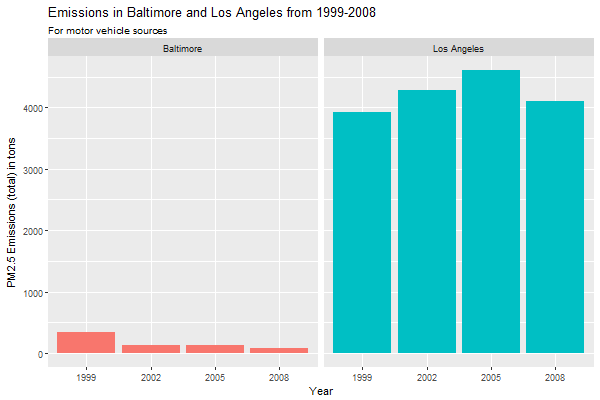 Emissions in Baltimore and Los Angeles from 1999-2008
For motor vehicle sources
Baltimore
Los Angeles
PM2.5 Emissions (total) in tons
4000
3000
2000
1000
0
1999 2002 2005 2008
1999 2002 2005 2008
Year